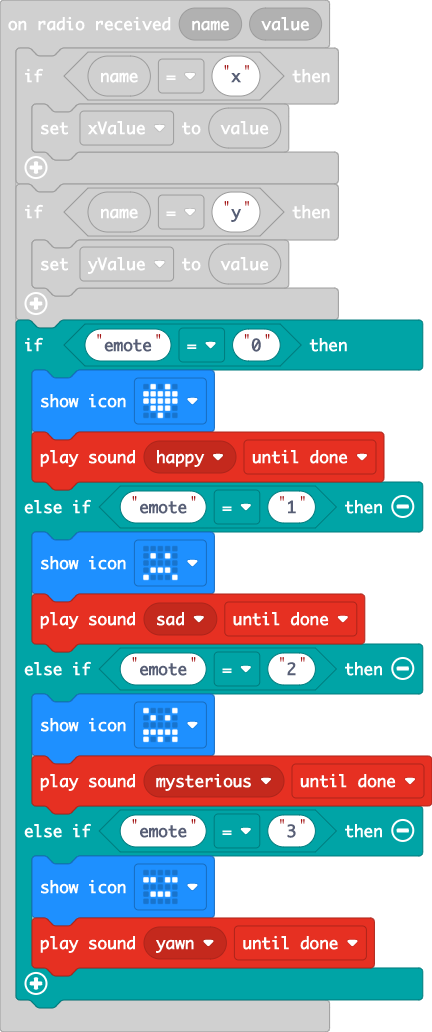 on radio received name value
if name = "x" then
set xValue to value
if name = "y" then
set yValue to value
if "emote" = "0" then
show icon
play sound happy until done
else if "emote" = "1" then
show icon
play sound sad until done
else if "emote" = "2" then
show icon
play sound mysterious until done
else if "emote" = "3" then
show icon
play sound yawn until done